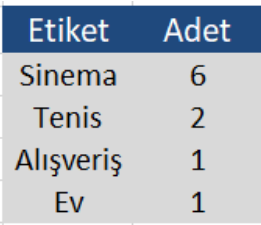 Etiket Adet
Sinema 6
Tenis 2
Alışveriş 1
Ev 1